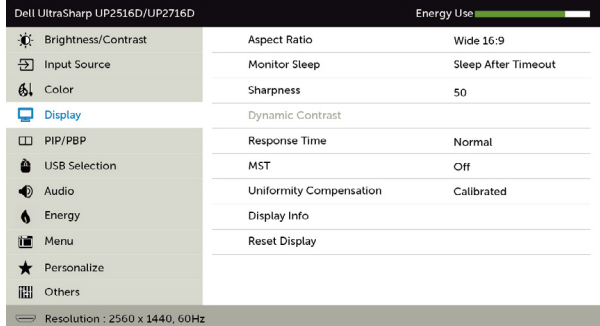 Dell UltraSharp UP2516D/UP2716D Energy Use
Brightness/Contrast Aspect Ratio Wide 16:9
Input Source Monitor Sleep Sleep After Timeout
Color Sharpness 50
Display Dynamic Contrast
PIP/PBP Response Time Normal
USB Selection MST Off
Audio Uniformity Compensation Calibrated
Energy Display Info
Menu Reset Display
Personalize
Others
Resolution : 2560 x 1440, 60Hz